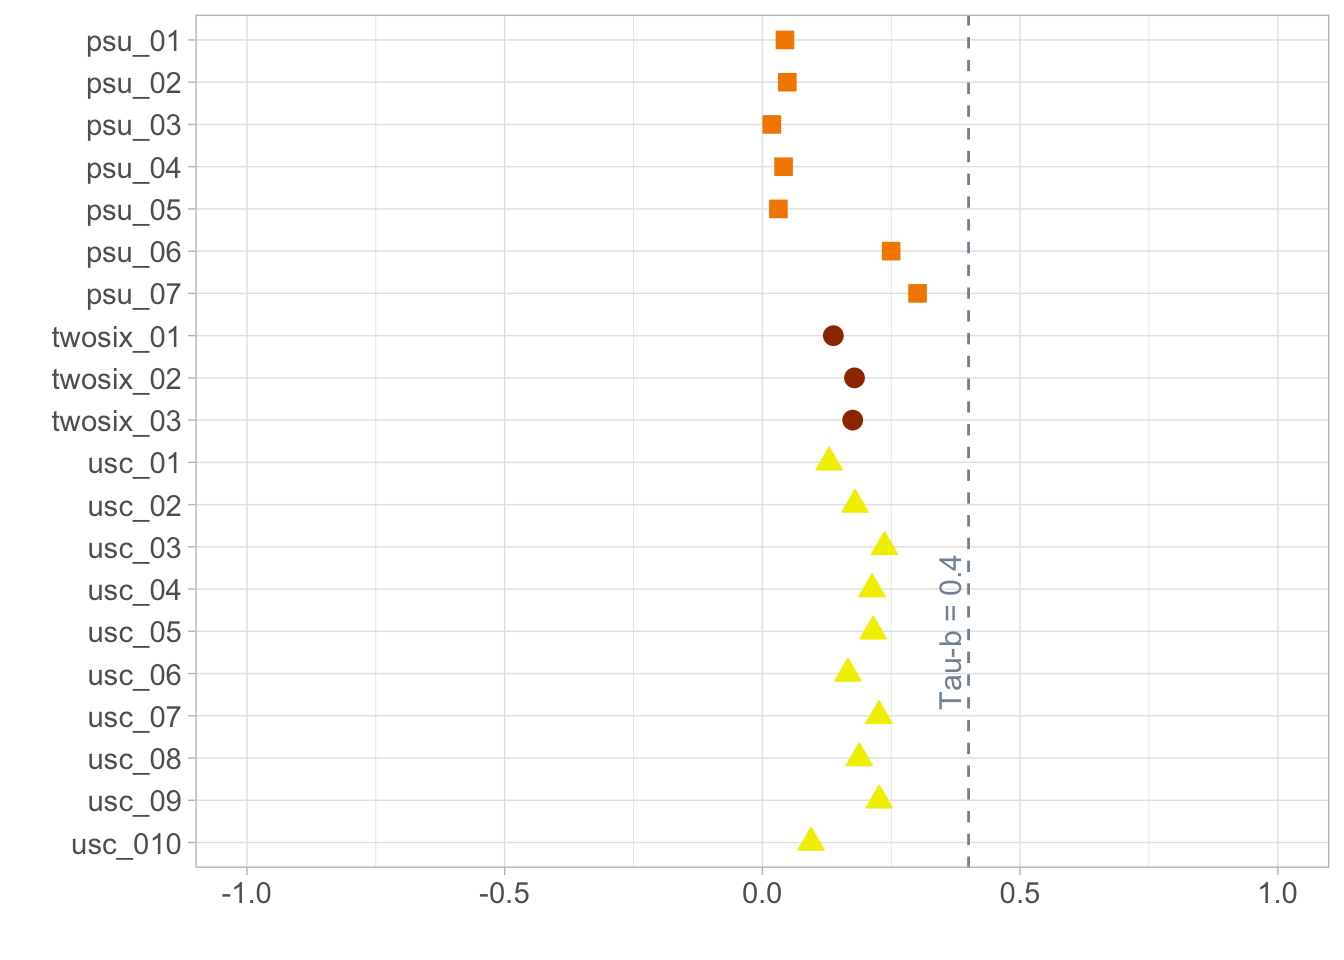 psu_01
psu_02
psu_03
psu_04
psu_05
psu_06
psu_07
twosix_01
twosix_02
twosix_03
usc_01
usc_02
usc_03
usc_04
usc_05
usc_06
usc_07
usc_08
usc_09
usc_010
Tau-b = 0.4
-1.0 -0.5 0.0 0.5 1.0